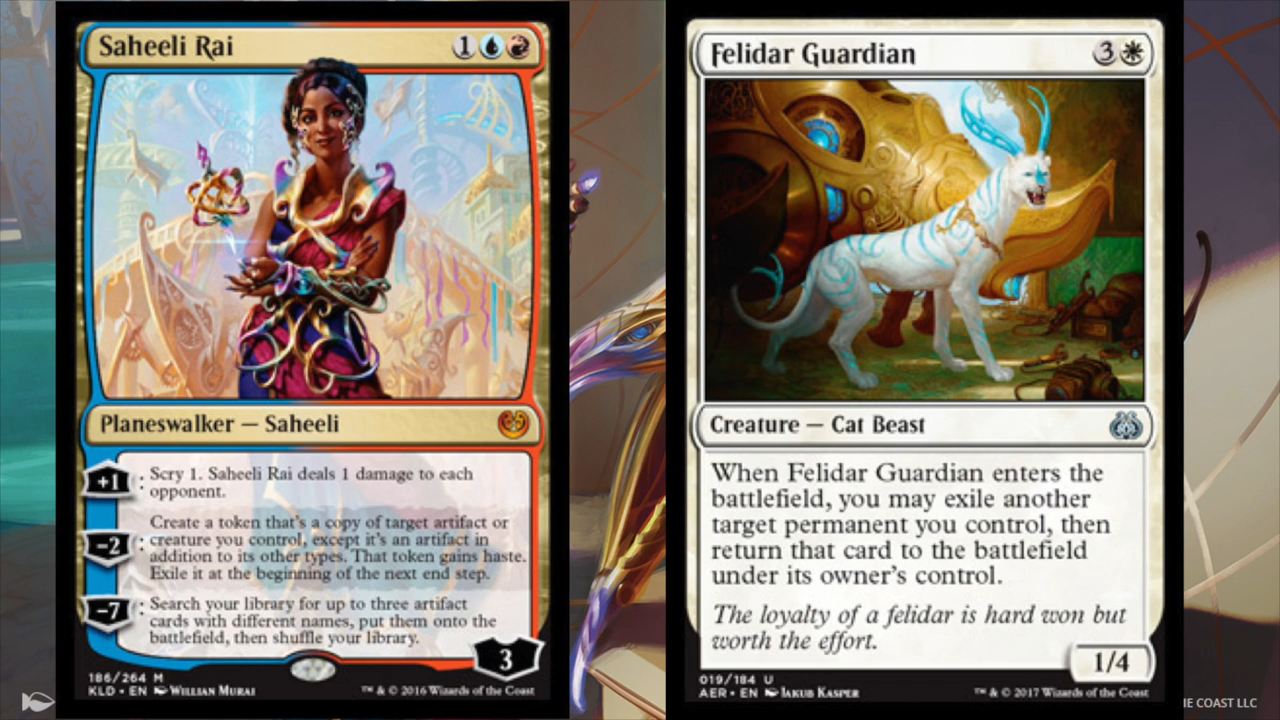 Saheeli Rai
1
Planeswalker — Saheeli
+1 : Scry 1. Saheeli Rai deals 1 damage to each
opponent.
Create a token that's a copy of target artifact or
−2 : creature you control, except it's an artifact in
addition to its other types. That token gains haste.
Exile it at the beginning of the next end step.
−7 : Search your library for up to three artifact
cards with different names, put them onto the
battlefield, then shuffle your library.
3
186/264 M
KLD • EN Willian Murai
™ & © 2016 Wizards of the Coast
Felidar Guardian
3
Creature — Cat Beast
When Felidar Guardian enters the
battlefield, you may exile another
target permanent you control, then
return that card to the battlefield
under its owner's control.
The loyalty of a felidar is hard won but
worth the effort.
1/4
019/184 U
AER • EN Jakub Kasper
™ & © 2017 Wizards of the Coast
COAST LLC